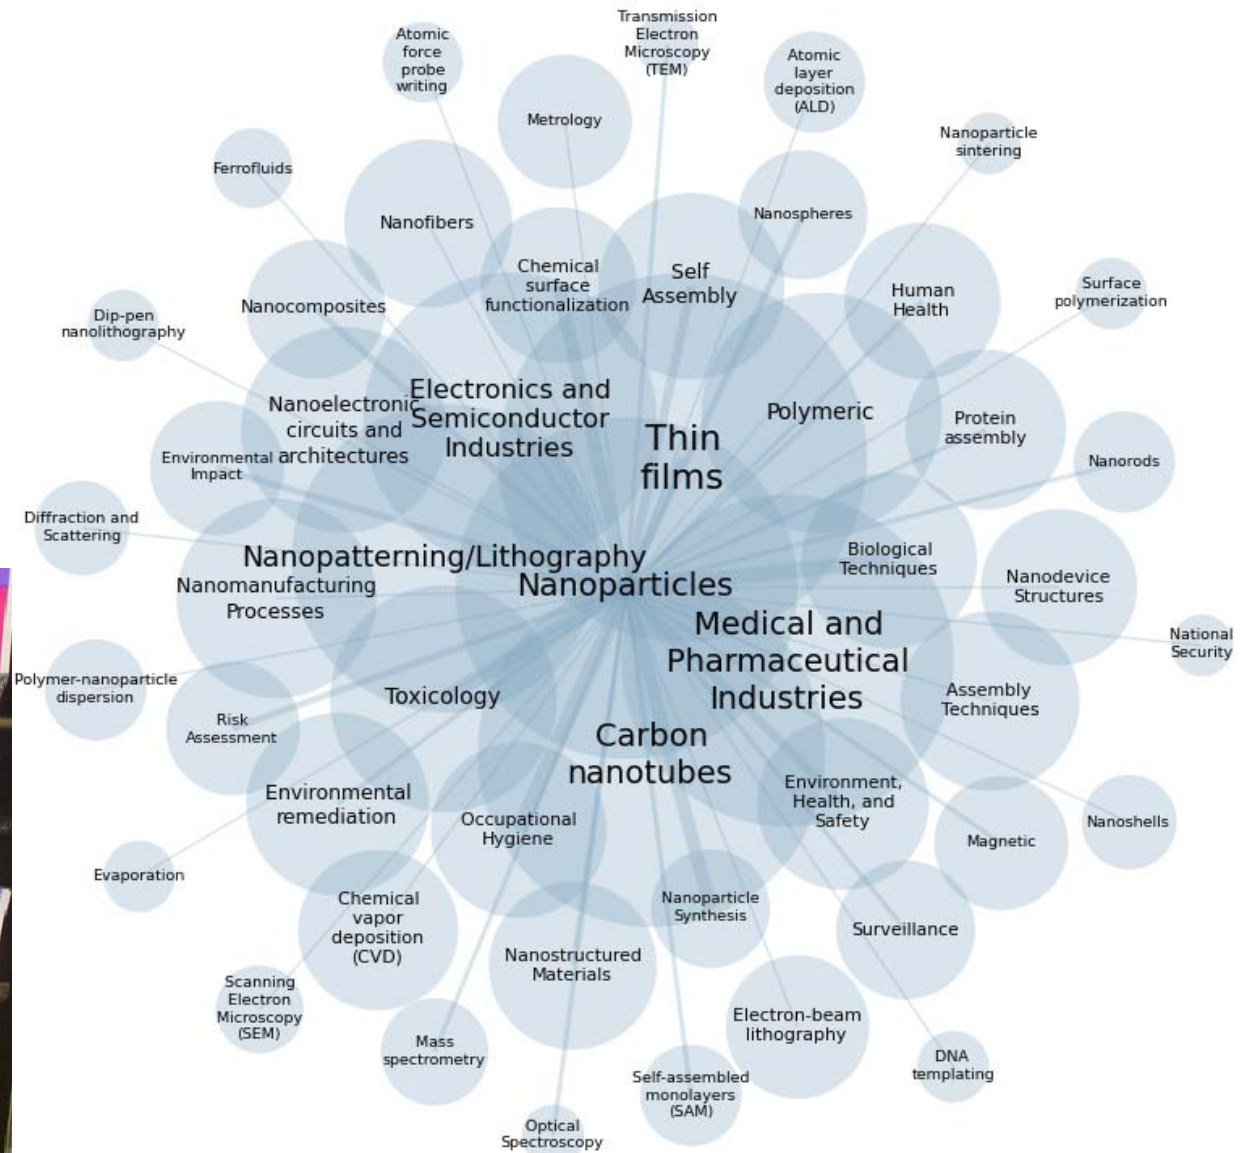 Transmission
Electron
Microscopy
(TEM)
Atomic
force
probe
writing
Atomic
layer
deposition
(ALD)
Metrology
Nanoparticle
sintering
Ferrofluids
Nanofibers
Nanospheres
Chemical
surface
functionalization
Self
Assembly
Human
Health
Surface
polymerization
Nanocomposites
Dip-pen
nanolithography
Electronics and
Semiconductor
Industries
Nanoelectronic
circuits and
architectures
Polymeric
Protein
assembly
Thin
films
Environmental
Impact
Nanorods
Diffraction and
Scattering
Nanopatterning/Lithography
Biological
Techniques
Nanoparticles
Nanomanufacturing
Processes
Nanodevice
Structures
Medical and
Pharmaceutical
Industries
National
Security
Polymer-nanoparticle
dispersion
Toxicology
Assembly
Techniques
Risk
Assessment
Carbon
nanotubes
Environmental
remediation
Environment,
Health, and
Safety
Occupational
Hygiene
Magnetic
Nanoshells
Evaporation
Chemical
vapor
deposition
(CVD)
Nanoparticle
Synthesis
Surveillance
Nanostructured
Materials
Scanning
Electron
Microscopy
(SEM)
Electron-beam
lithography
Mass
spectrometry
DNA
templating
Self-assembled
monolayers
(SAM)
Optical
Spectroscopy